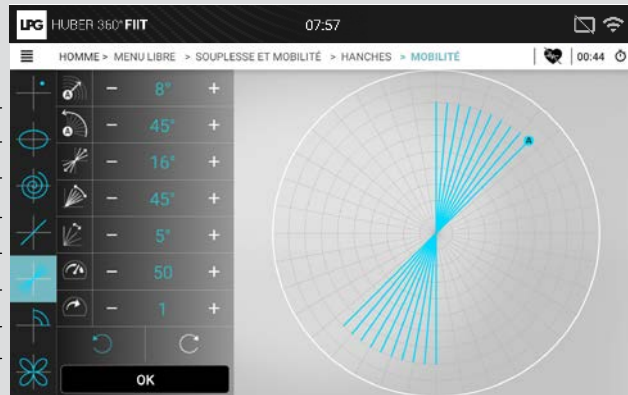 LPG HUBER 360° FIIT 07:57
HOMME > MENU LIBRE > SOUPLESSE ET MOBILITÉ > HANCHES > MOBILITÉ 00:44
A − 8° +
A − 45° +
− 16° +
− 45° +
− 5° +
− 50 +
− 1 +
OK
A